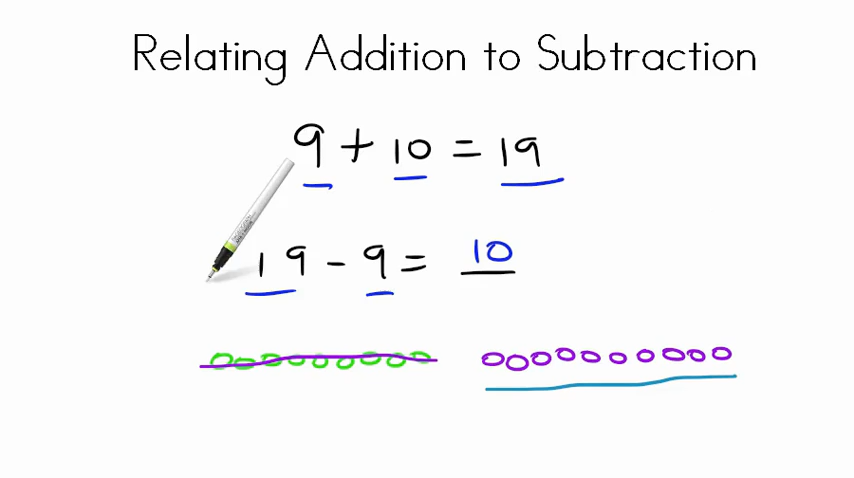 Relating Addition to Subtraction
9 + 10 = 19
19 - 9 = 10